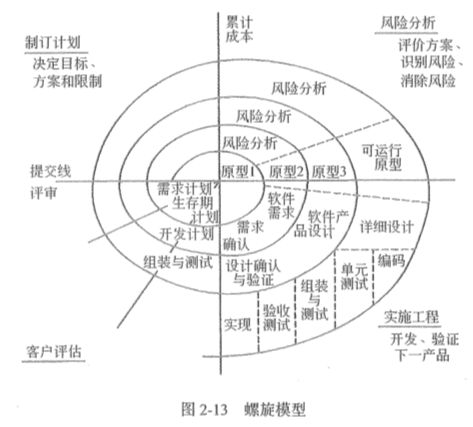 制订计划
决定目标、
方案和限制
累计
成本
风险分析
评价方案、
识别风险、
消除风险
风险分析
风险分析
风险分析
原型1
原型2
原型3
可运行
原型
提交线
评审
需求计划
生存期
计划
开发计划
组装与测试
软件
需求
需求
确认
软件产
品设计
详细设计
设计确认
与验证
实现
验收
测试
组装
与
测试
单元
测试
编码
客户评估
实施工程
开发、验证
下一产品
图 2-13 螺旋模型